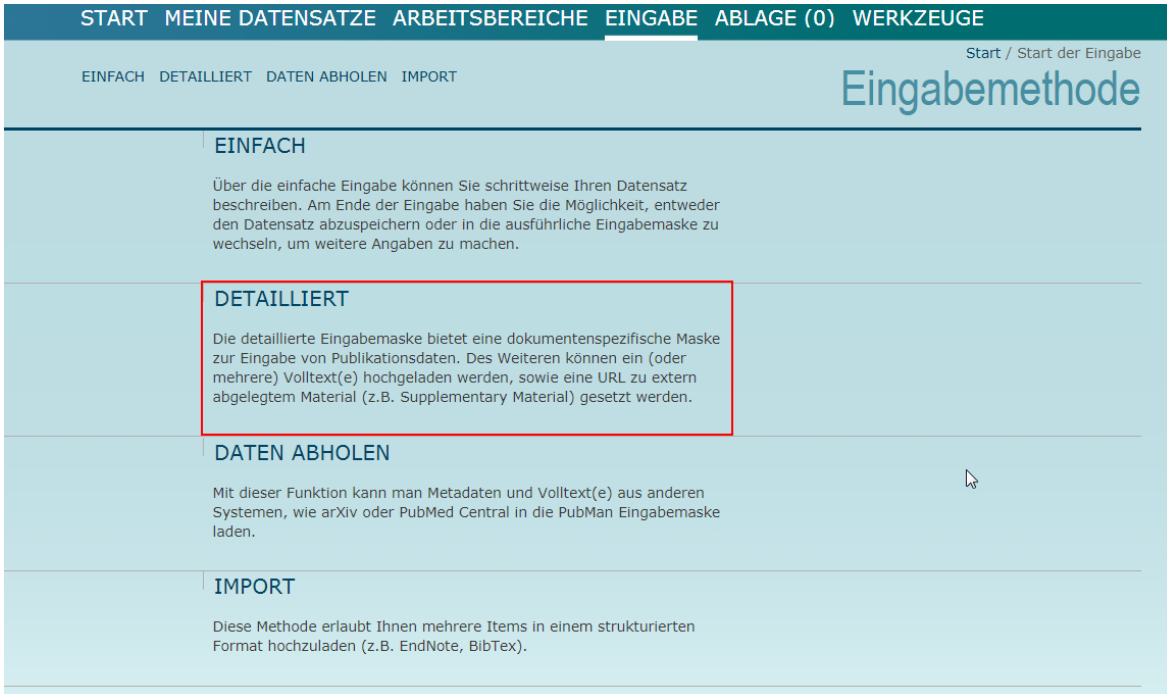 START MEINE DATENSÄTZE ARBEITSBEREICHE EINGABE ABLAGE (0) WERKZEUGE
Start / Start der Eingabe
EINFACH DETAILLIERT DATEN ABHOLEN IMPORT
Eingabemethode
EINFACH
Über die einfache Eingabe können Sie schrittweise Ihren Datensatz
beschreiben. Am Ende der Eingabe haben Sie die Möglichkeit, entweder
den Datensatz abzuspeichern oder in die ausführliche Eingabemaske zu
wechseln, um weitere Angaben zu machen.
DETAILLIERT
Die detaillierte Eingabemaske bietet eine dokumentenspezifische Maske
zur Eingabe von Publikationsdaten. Des Weiteren können ein (oder
mehrere) Volltext(e) hochgeladen werden, sowie eine URL zu extern
abgelegtem Material (z.B. Supplementary Material) gesetzt werden.
DATEN ABHOLEN
Mit dieser Funktion kann man Metadaten und Volltext(e) aus anderen
Systemen, wie arXiv oder PubMed Central in die PubMan Eingabemaske
laden.
IMPORT
Diese Methode erlaubt Ihnen mehrere Items in einem strukturierten
Format hochzuladen (z.B. EndNote, BibTex).